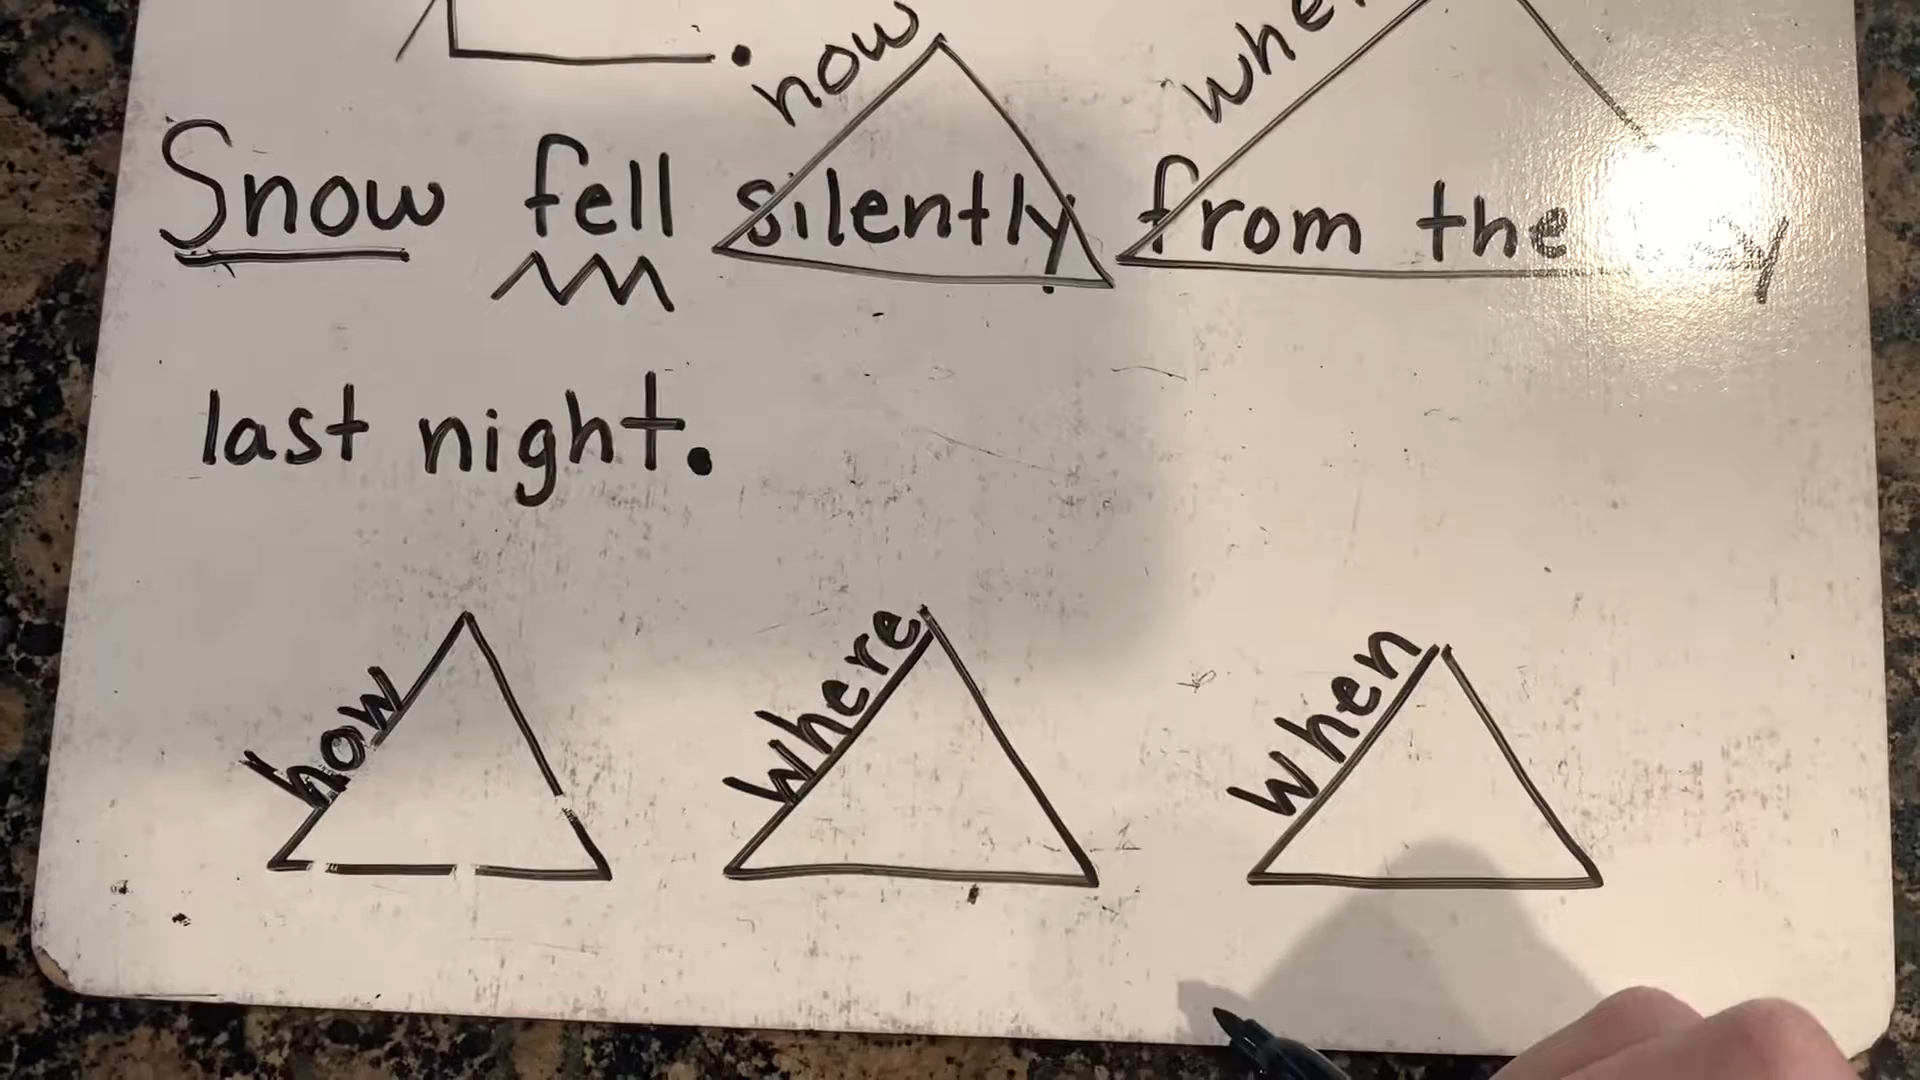 how
Snow fell silently from the
last night.
how where when